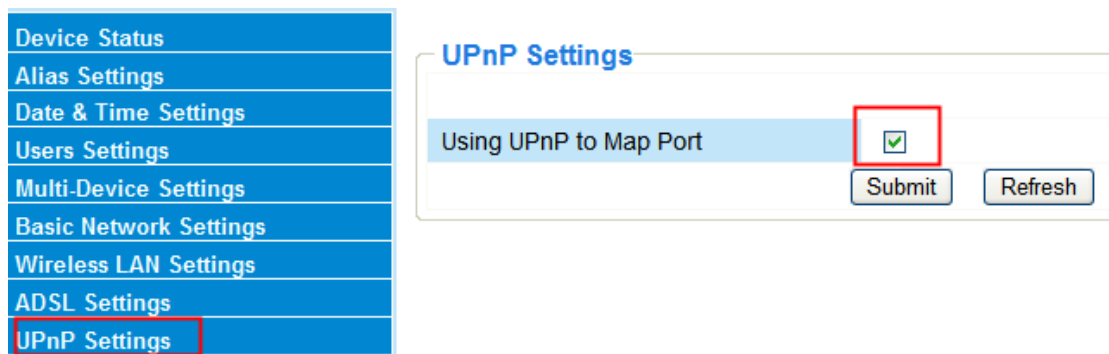 Device Status
Alias Settings
Date & Time Settings
Users Settings
Multi-Device Settings
Basic Network Settings
Wireless LAN Settings
ADSL Settings
UPnP Settings
UPnP Settings
Using UPnP to Map Port
Submit Refresh